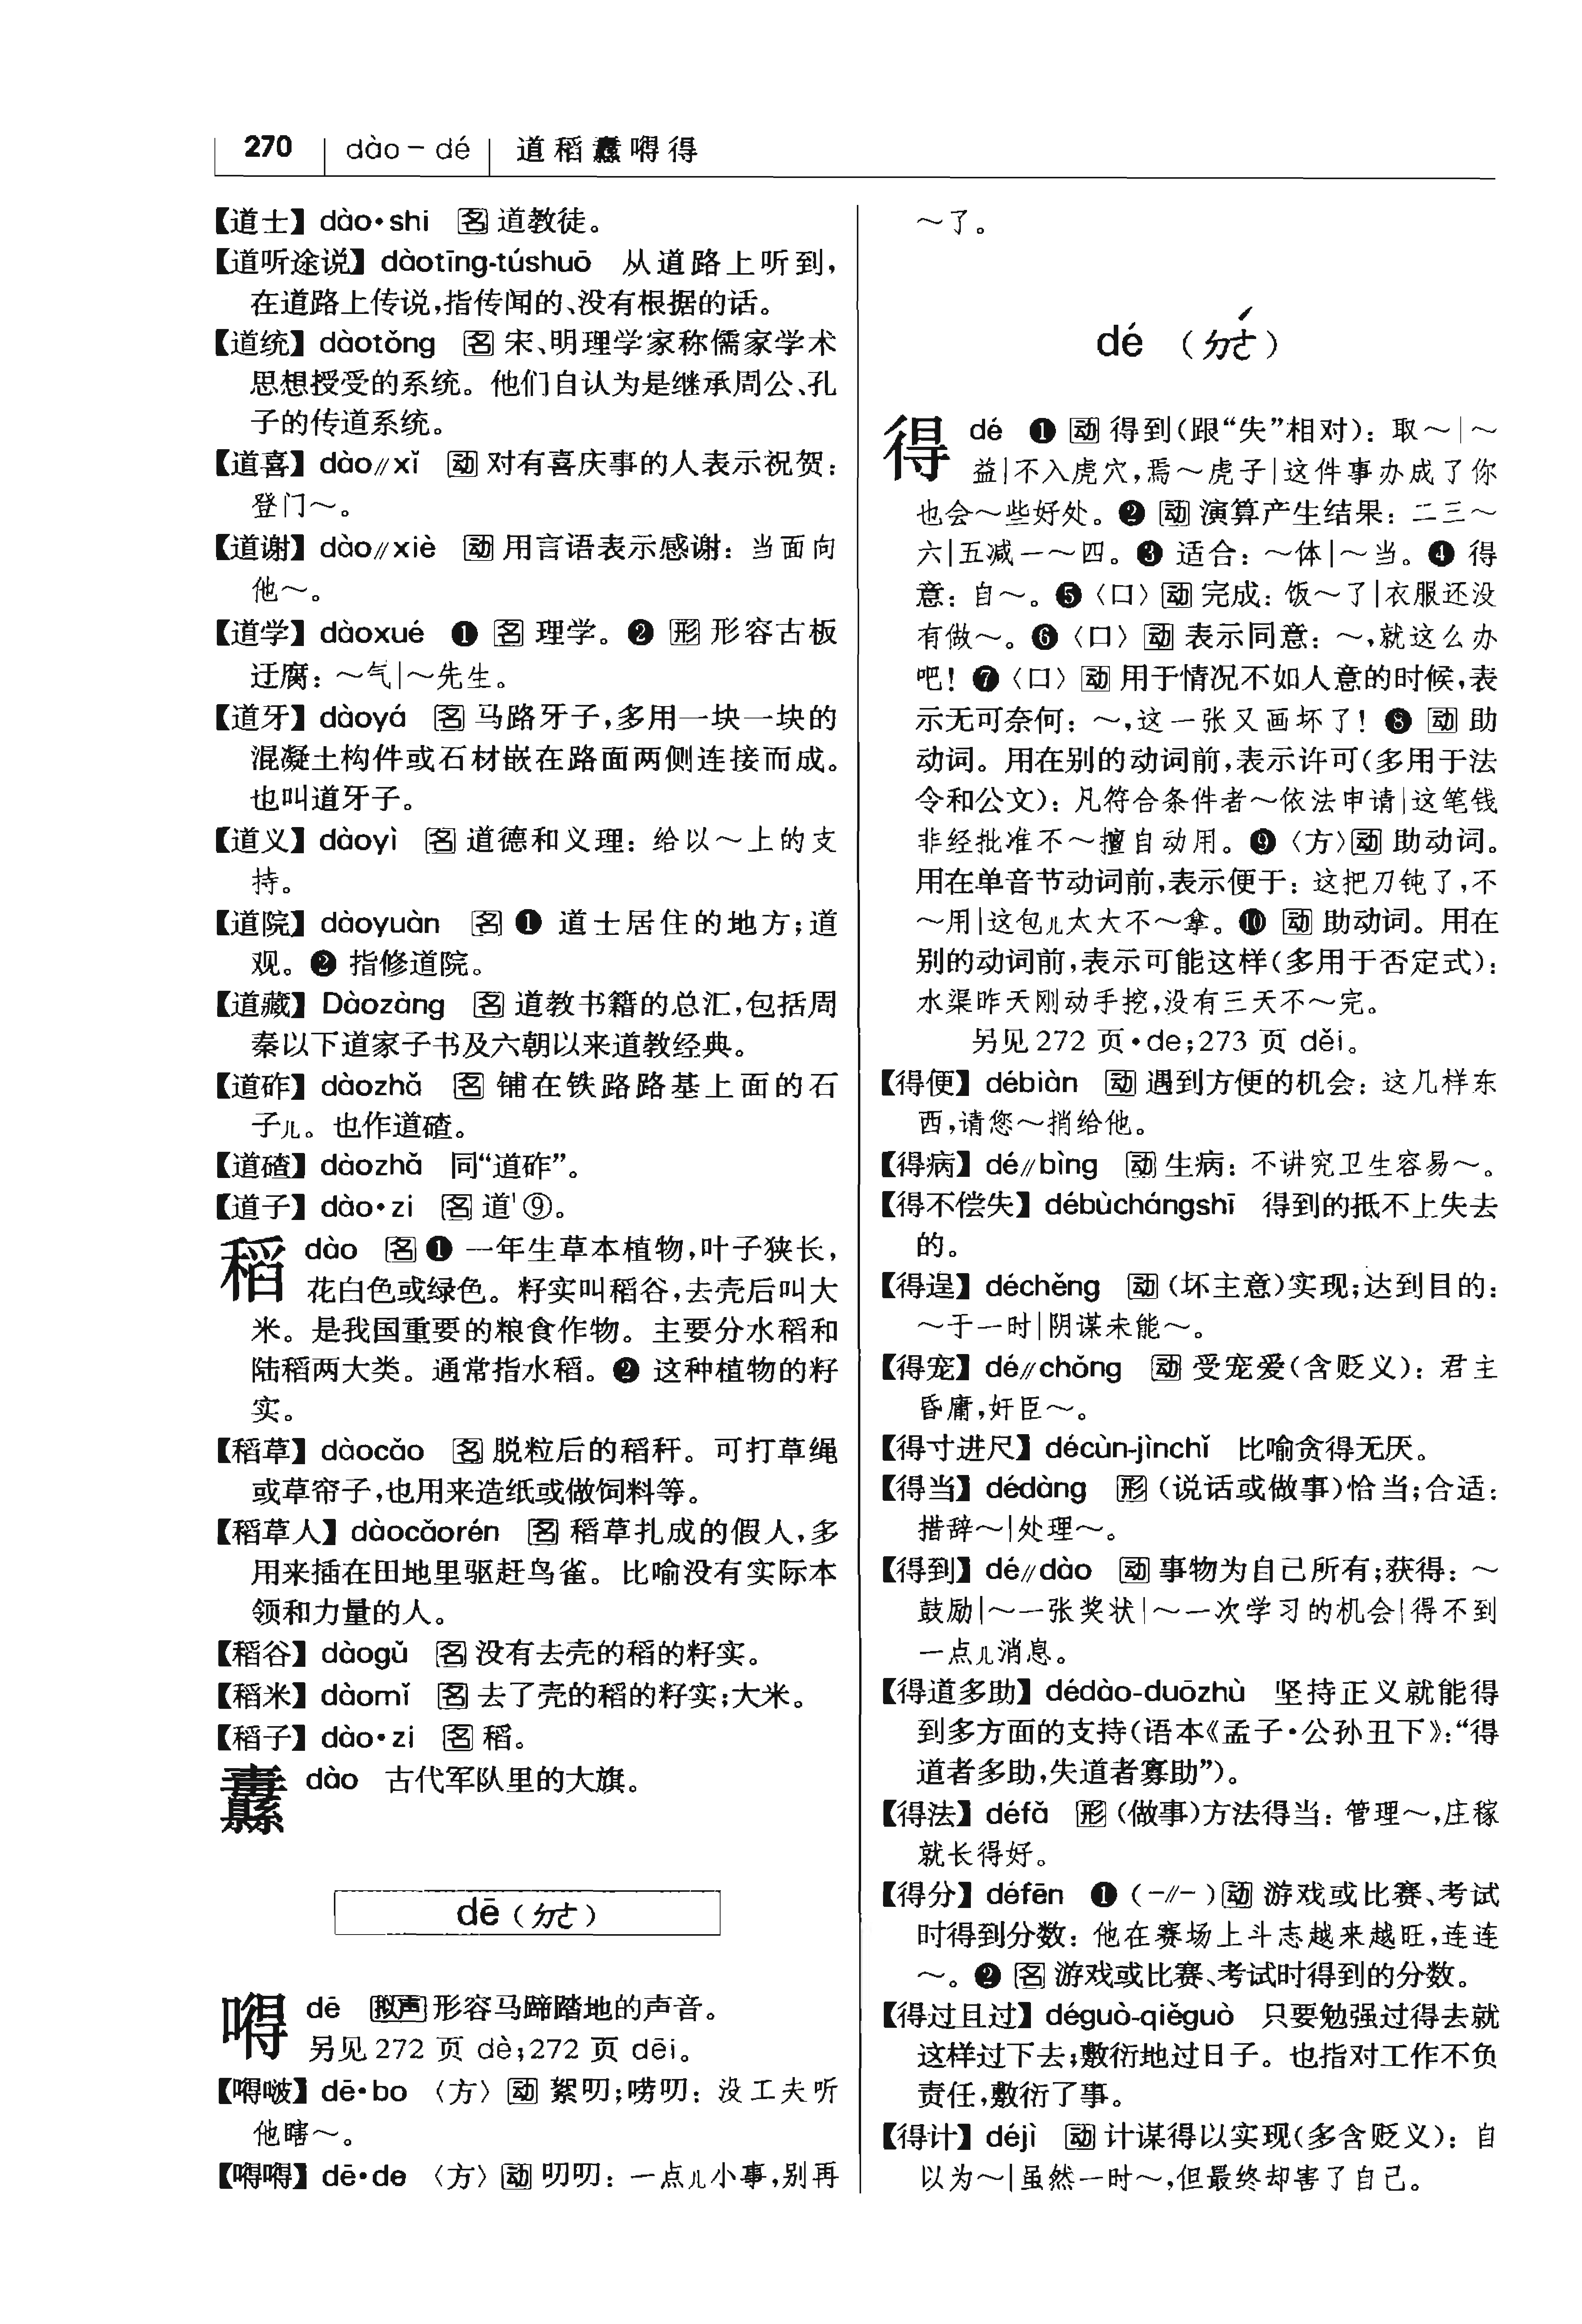 270 dào－dé 道稻纛嘚得
【道士】dào·shi 名 道教徒。
【道听途说】dàotīng-túshuō 从道路上听到，
在道路上传说，指传闻的、没有根据的话。
【道统】dàotǒng 名 宋、明理学家称儒家学术
思想授受的系统。他们自认为是继承周公、孔
子的传道系统。
【道喜】dào∥xǐ 动 对有喜庆事的人表示祝贺：
登门～。
【道谢】dào∥xiè 动 用言语表示感谢：当面向
他～。
【道学】dàoxué ❶ 名 理学。❷ 形 形容古板
迂腐：～气|～先生。
【道牙】dàoyá 名 马路牙子，多用一块一块的
混凝土构件或石材嵌在路面两侧连接而成。
也叫道牙子。
【道义】dàoyì 名 道德和义理：给以～上的支
持。
【道院】dàoyuàn 名 ❶ 道士居住的地方；道
观。❷ 指修道院。
【道藏】Dàozàng 名 道教书籍的总汇，包括周
秦以下道家子书及六朝以来道教经典。
【道砟】dàozhǎ 名 铺在铁路路基上面的石
子儿。也作道碴。
【道碴】dàozhǎ 同“道砟”。
【道子】dào·zi 名 道¹⑨。
稻 dào 名 ❶ 一年生草本植物，叶子狭长，
花白色或绿色。籽实叫稻谷，去壳后叫大
米。是我国重要的粮食作物。主要分水稻和
陆稻两大类。通常指水稻。❷ 这种植物的籽
实。
【稻草】dàocǎo 名 脱粒后的稻秆。可打草绳
或草帘子，也用来造纸或做饲料等。
【稻草人】dàocǎorén 名 稻草扎成的假人，多
用来插在田地里驱赶鸟雀。比喻没有实际本
领和力量的人。
【稻谷】dàogǔ 名 没有去壳的稻的籽实。
【稻米】dàomǐ 名 去了壳的稻的籽实；大米。
【稻子】dào·zi 名 稻。
纛 dào 古代军队里的大旗。
dē（ㄉㄜ）
嘚 dē 拟声 形容马蹄踏地的声音。
另见272 页 dè；272 页 dēi。
【嘚啵】dē·bo 〈方〉动 絮叨；唠叨：没工夫听
他瞎～。
【嘚嘚】dē·de 〈方〉动 叨叨：一点儿小事，别再
～了。
dé （ㄉㄜˊ）
得 dé ❶ 动 得到（跟“失”相对）：取～|～
益|不入虎穴，焉～虎子|这件事办成了你
也会～些好处。❷ 动 演算产生结果：二三～
六|五减一～四。❸ 适合：～体|～当。❹ 得
意：自～。❺〈口〉动 完成：饭～了|衣服还没
有做～。❻〈口〉动 表示同意：～，就这么办
吧！❼〈口〉动 用于情况不如人意的时候，表
示无可奈何：～，这一张又画坏了！❽ 动 助
动词。用在别的动词前，表示许可（多用于法
令和公文）：凡符合条件者～依法申请|这笔钱
非经批准不～擅自动用。❾〈方〉动 助动词。
用在单音节动词前，表示便于：这把刀钝了，不
～用|这包儿太大不～拿。❿ 动 助动词。用在
别的动词前，表示可能这样（多用于否定式）：
水渠昨天刚动手挖，没有三天不～完。
另见272 页·de；273 页 děi。
【得便】débiàn 动 遇到方便的机会：这几样东
西，请您～捎给他。
【得病】dé∥bìng 动 生病：不讲究卫生容易～。
【得不偿失】débùchángshī 得到的抵不上失去
的。
【得逞】déchěng 动 （坏主意）实现；达到目的：
～于一时|阴谋未能～。
【得宠】dé∥chǒng 动 受宠爱（含贬义）：君主
昏庸，奸臣～。
【得寸进尺】décùn-jìnchǐ 比喻贪得无厌。
【得当】dédàng 形 （说话或做事）恰当；合适：
措辞～|处理～。
【得到】dé∥dào 动 事物为自己所有；获得：～
鼓励|～一张奖状|～一次学习的机会|得不到
一点儿消息。
【得道多助】dédào-duōzhù 坚持正义就能得
到多方面的支持（语本《孟子·公孙丑下》：“得
道者多助，失道者寡助”）。
【得法】défǎ 形 （做事）方法得当：管理～，庄稼
就长得好。
【得分】défēn ❶（-∥-）动 游戏或比赛、考试
时得到分数：他在赛场上斗志越来越旺，连连
～。❷ 名 游戏或比赛、考试时得到的分数。
【得过且过】déguò-qiěguò 只要勉强过得去就
这样过下去；敷衍地过日子。也指对工作不负
责任，敷衍了事。
【得计】déjì 动 计谋得以实现（多含贬义）：自
以为～|虽然一时～，但最终却害了自己。